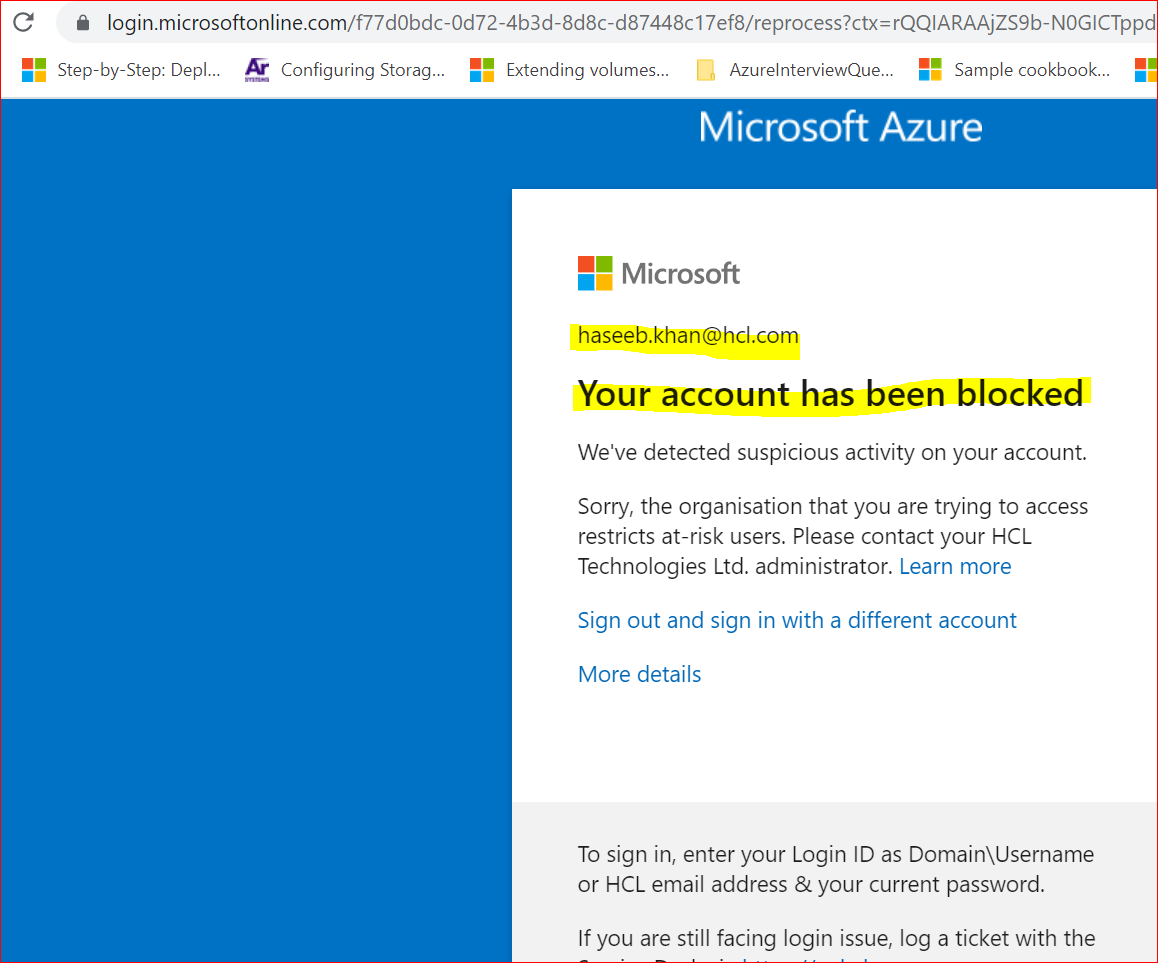 login.microsoftonline.com/f77d0bdc-0d72-4b3d-8d8c-d87448c17ef8/reprocess?ctx=rQQIARAAjZS9b-N0GICTppd
Step-by-Step: Depl... Ar SYSTEMS Configuring Storag... Extending volumes... AzureInterviewQue... Sample cookbook...
Microsoft Azure
Microsoft
haseeb.khan@hcl.com
Your account has been blocked
We've detected suspicious activity on your account.
Sorry, the organisation that you are trying to access
restricts at-risk users. Please contact your HCL
Technologies Ltd. administrator. Learn more
Sign out and sign in with a different account
More details
To sign in, enter your Login ID as Domain\Username
or HCL email address & your current password.
If you are still facing login issue, log a ticket with the